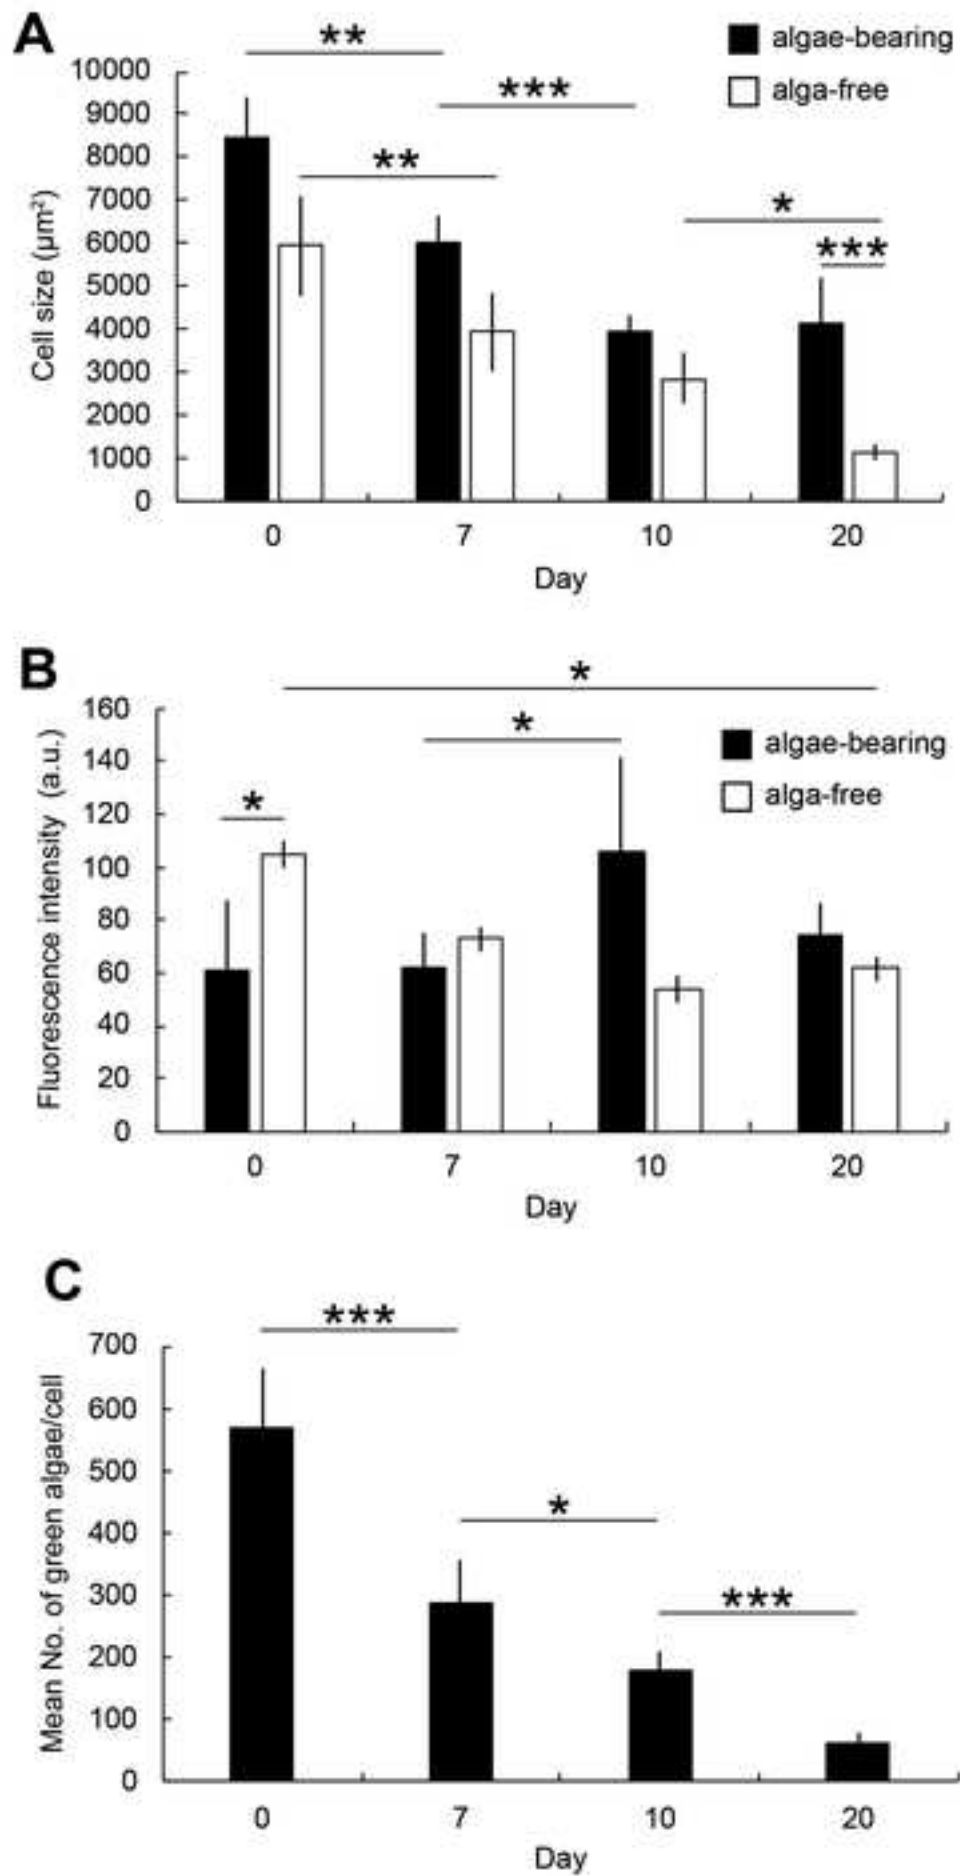 A
algae-bearing
alga-free
**
***
**
*
***
10000
9000
8000
7000
6000
5000
4000
3000
2000
1000
0
Cell size (µm²)
0 7 10 20
Day
B
algae-bearing
alga-free
*
*
*
160
140
120
100
80
60
40
20
0
Fluorescence intensity (a.u.)
0 7 10 20
Day
C
***
*
***
700
600
500
400
300
200
100
0
Mean No. of green algae/cell
0 7 10 20
Day